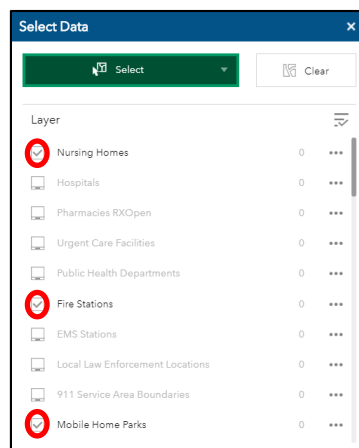 Select Data ×
Select Clear
Layer
Nursing Homes 0
Hospitals 0
Pharmacies RXOpen 0
Urgent Care Facilities 0
Public Health Departments 0
Fire Stations 0
EMS Stations 0
Local Law Enforcement Locations 0
911 Service Area Boundaries 0
Mobile Home Parks 0